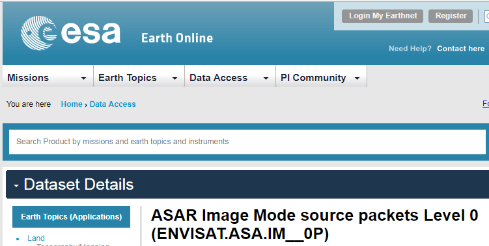 Login My Earthnet Register
esa Earth Online
Need Help? Contact here
Missions Earth Topics Data Access PI Community
You are here Home › Data Access
Search Product by missions and earth topics and instruments
Dataset Details
Earth Topics (Applications)
Land
ASAR Image Mode source packets Level 0
(ENVISAT.ASA.IM__0P)